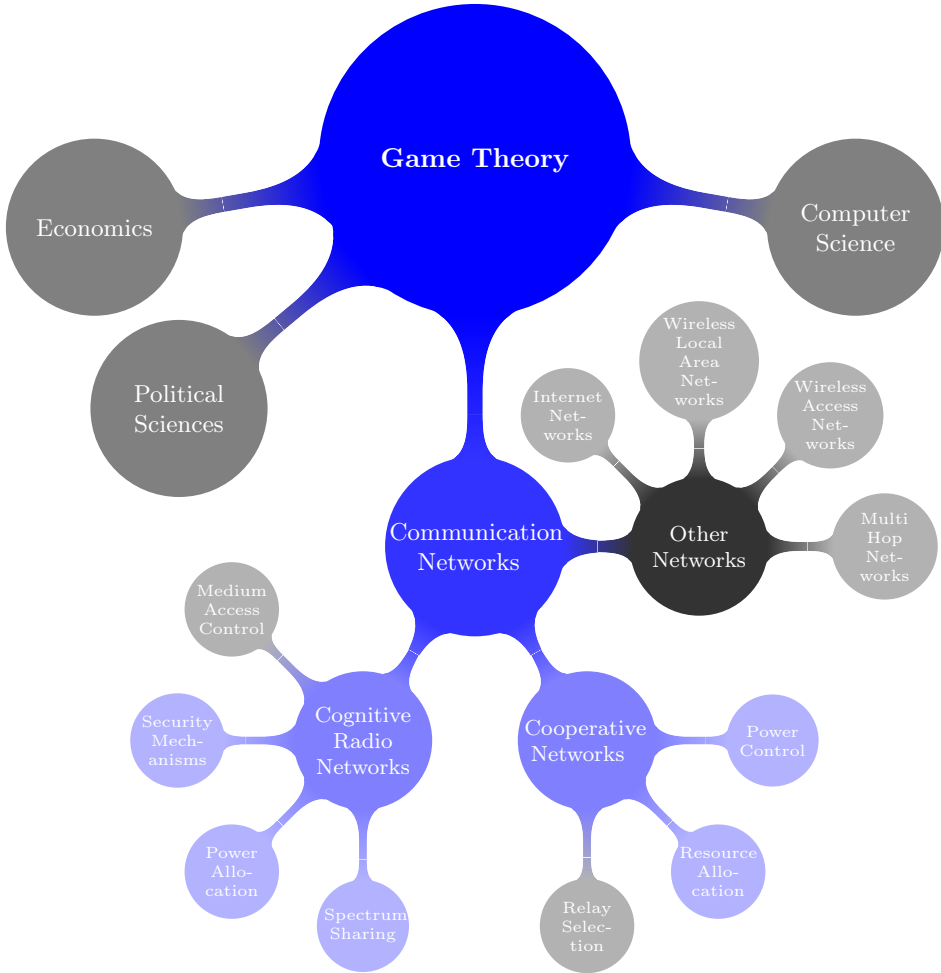 Game Theory
Economics
Computer
Science
Political
Sciences
Wireless
Local
Area
Net-
works
Internet
Net-
works
Wireless
Access
Net-
works
Communication
Networks
Other
Networks
Multi
Hop
Net-
works
Medium
Access
Control
Security
Mech-
anisms
Cognitive
Radio
Networks
Cooperative
Networks
Power
Control
Power
Allo-
cation
Spectrum
Sharing
Relay
Selec-
tion
Resource
Allo-
cation